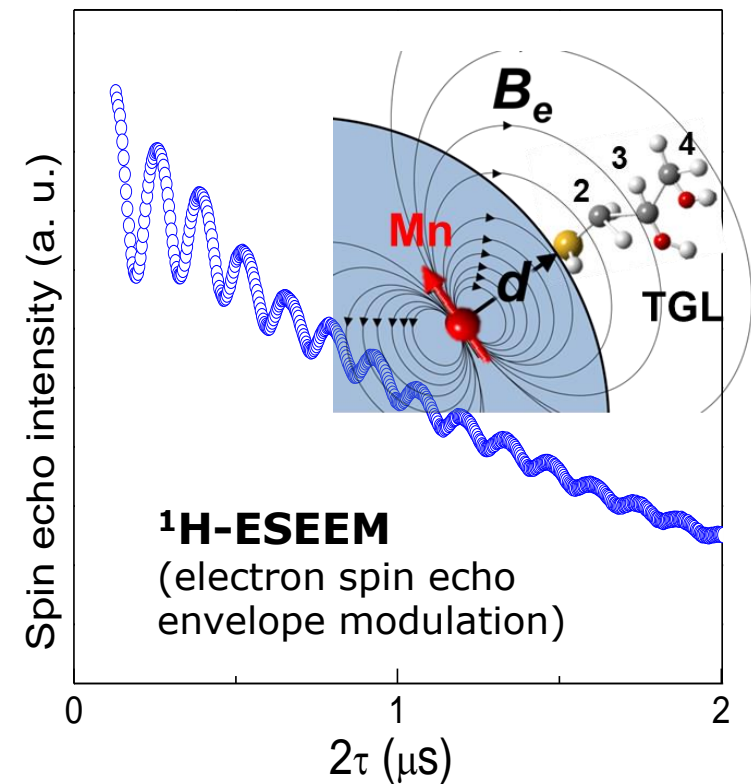 Spin echo intensity (a. u.)
B_e
4
3
2
Mn
d
TGL
¹H-ESEEM
(electron spin echo
envelope modulation)
0
1
2
2τ (μs)